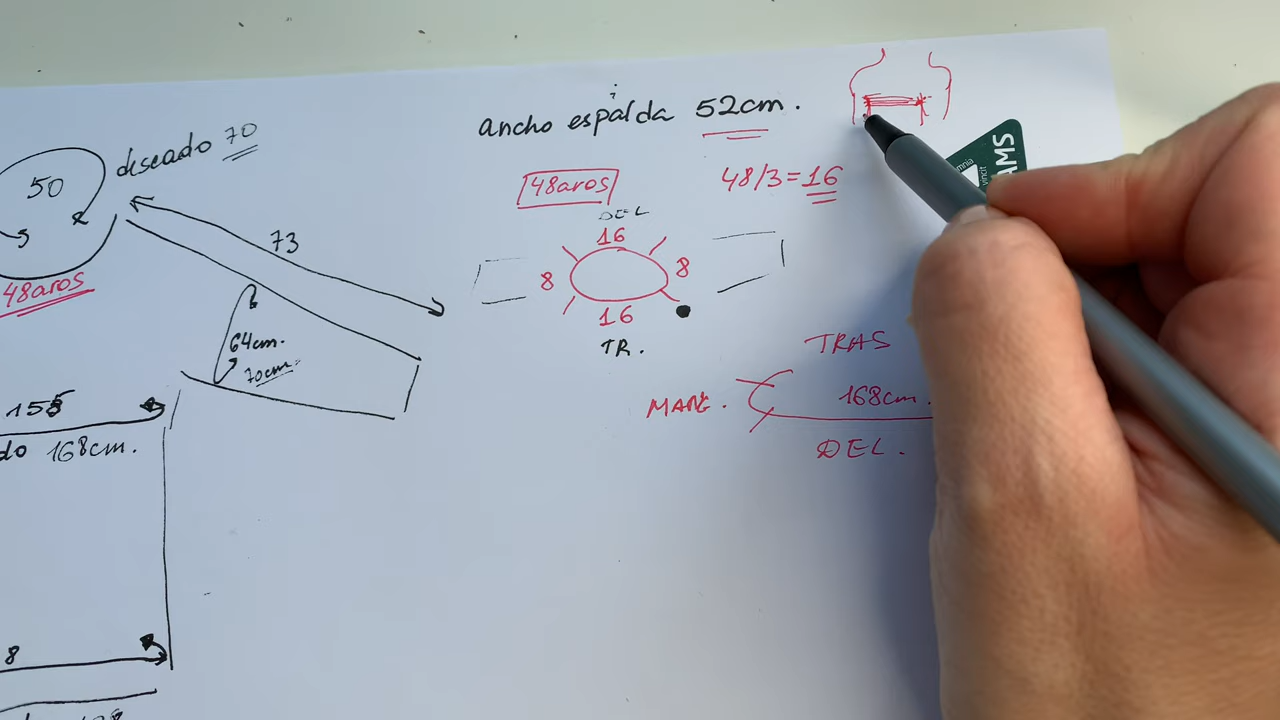 ancho espalda 52cm.
50
deseado 70
48aros
48/3=16
DEL
16
8
8
16
TR.
73
48aros
64cm.
70cm.
TRAS
168cm.
MANG.
DEL.
155
do 168cm.
8